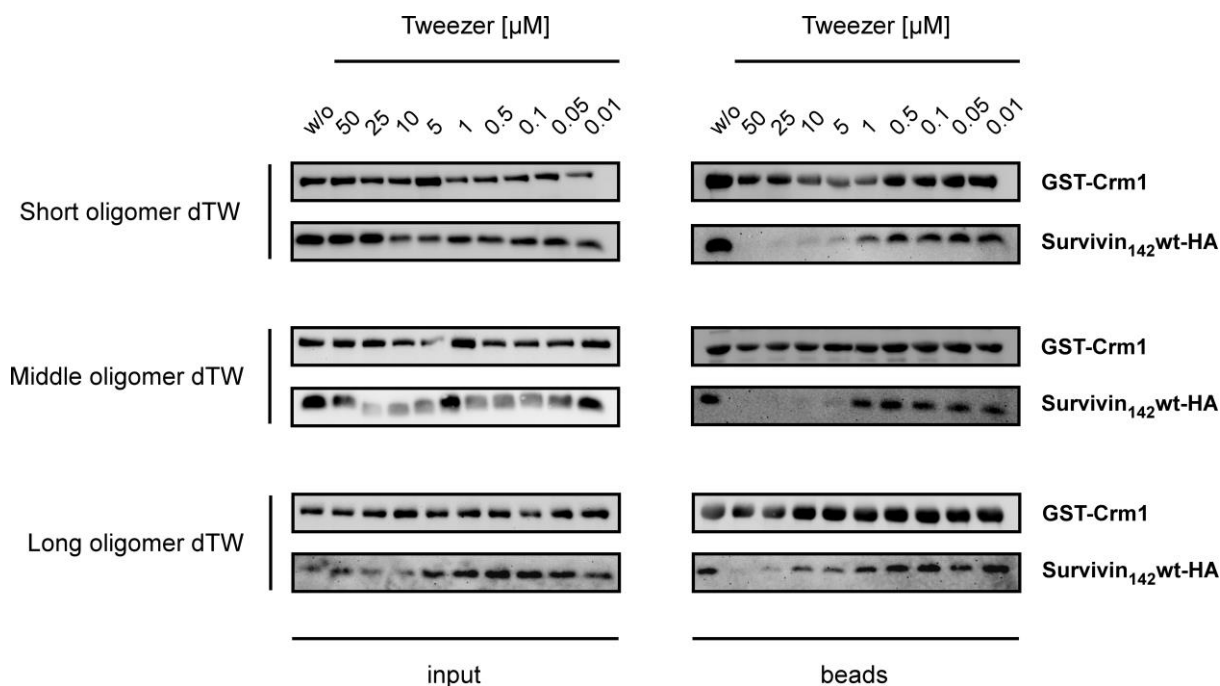 Tweezer [µM] Tweezer [µM]
w/o 50 25 10 5 1 0.5 0.1 0.05 0.01 w/o 50 25 10 5 1 0.5 0.1 0.05 0.01
Short oligomer dTW
GST-Crm1
Survivin₁₄₂wt-HA
Middle oligomer dTW
GST-Crm1
Survivin₁₄₂wt-HA
Long oligomer dTW
GST-Crm1
Survivin₁₄₂wt-HA
input beads